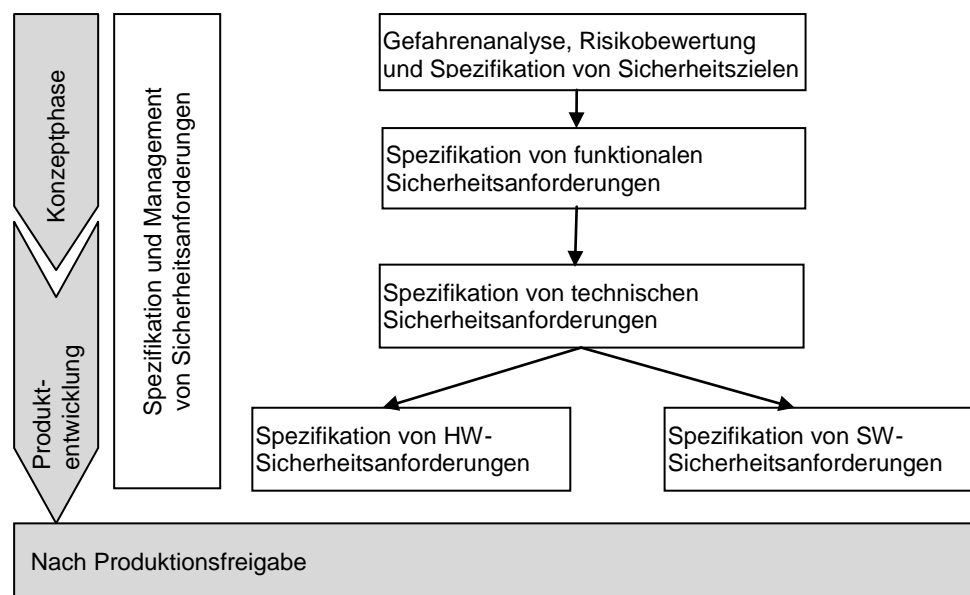 Konzeptphase
Produkt-
entwicklung
Spezifikation und Management
von Sicherheitsanforderungen
Gefahrenanalyse, Risikobewertung
und Spezifikation von Sicherheitszielen
Spezifikation von funktionalen
Sicherheitsanforderungen
Spezifikation von technischen
Sicherheitsanforderungen
Spezifikation von HW-
Sicherheitsanforderungen
Spezifikation von SW-
Sicherheitsanforderungen
Nach Produktionsfreigabe